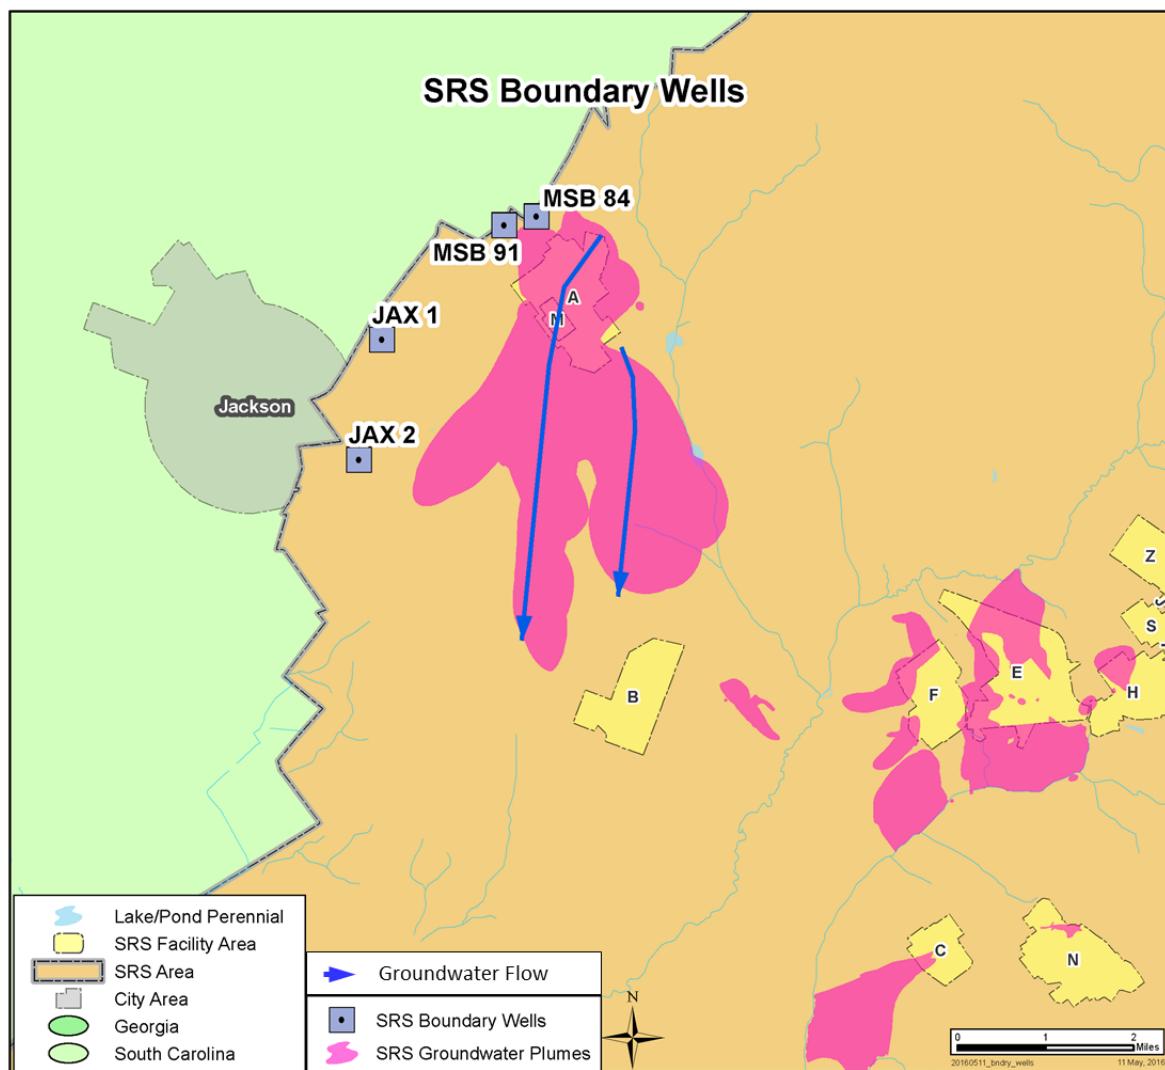 SRS Boundary Wells
MSB 84
MSB 91
A
M
JAX 1
Jackson
JAX 2
Z
S
E
H
F
B
C
N
Lake/Pond Perennial
SRS Facility Area
SRS Area
City Area
Georgia
South Carolina
Groundwater Flow
SRS Boundary Wells
SRS Groundwater Plumes
N
0 1 2
Miles
20160511_bndry_wells
11 May, 2016